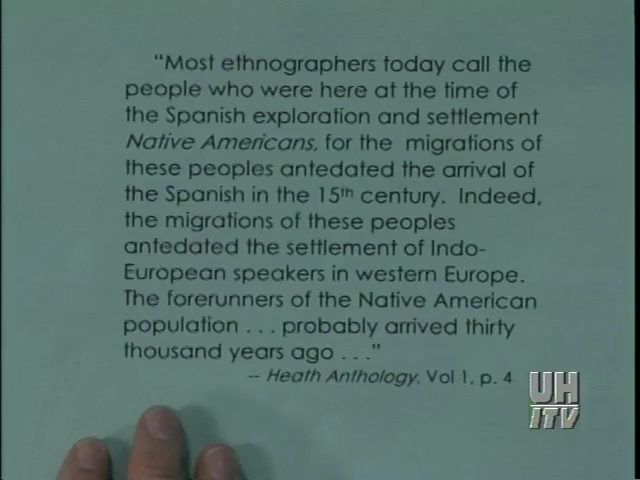 "Most ethnographers today call the
people who were here at the time of
the Spanish exploration and settlement
Native Americans, for the migrations of
these peoples antedated the arrival of
the Spanish in the 15th century. Indeed,
the migrations of these peoples
antedated the settlement of Indo-
European speakers in western Europe.
The forerunners of the Native American
population . . . probably arrived thirty
thousand years ago . . ."
– Heath Anthology, Vol 1, p. 4
UH
ITV